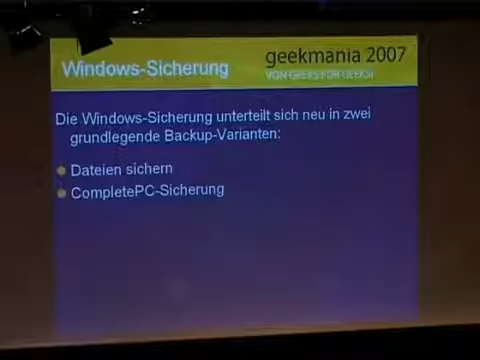 geekmania 2007
Windows-Sicherung
VON GEEKS FÜR GEEKS
Die Windows-Sicherung unterteilt sich neu in zwei
grundlegende Backup-Varianten:
Dateien sichern
CompletePC-Sicherung